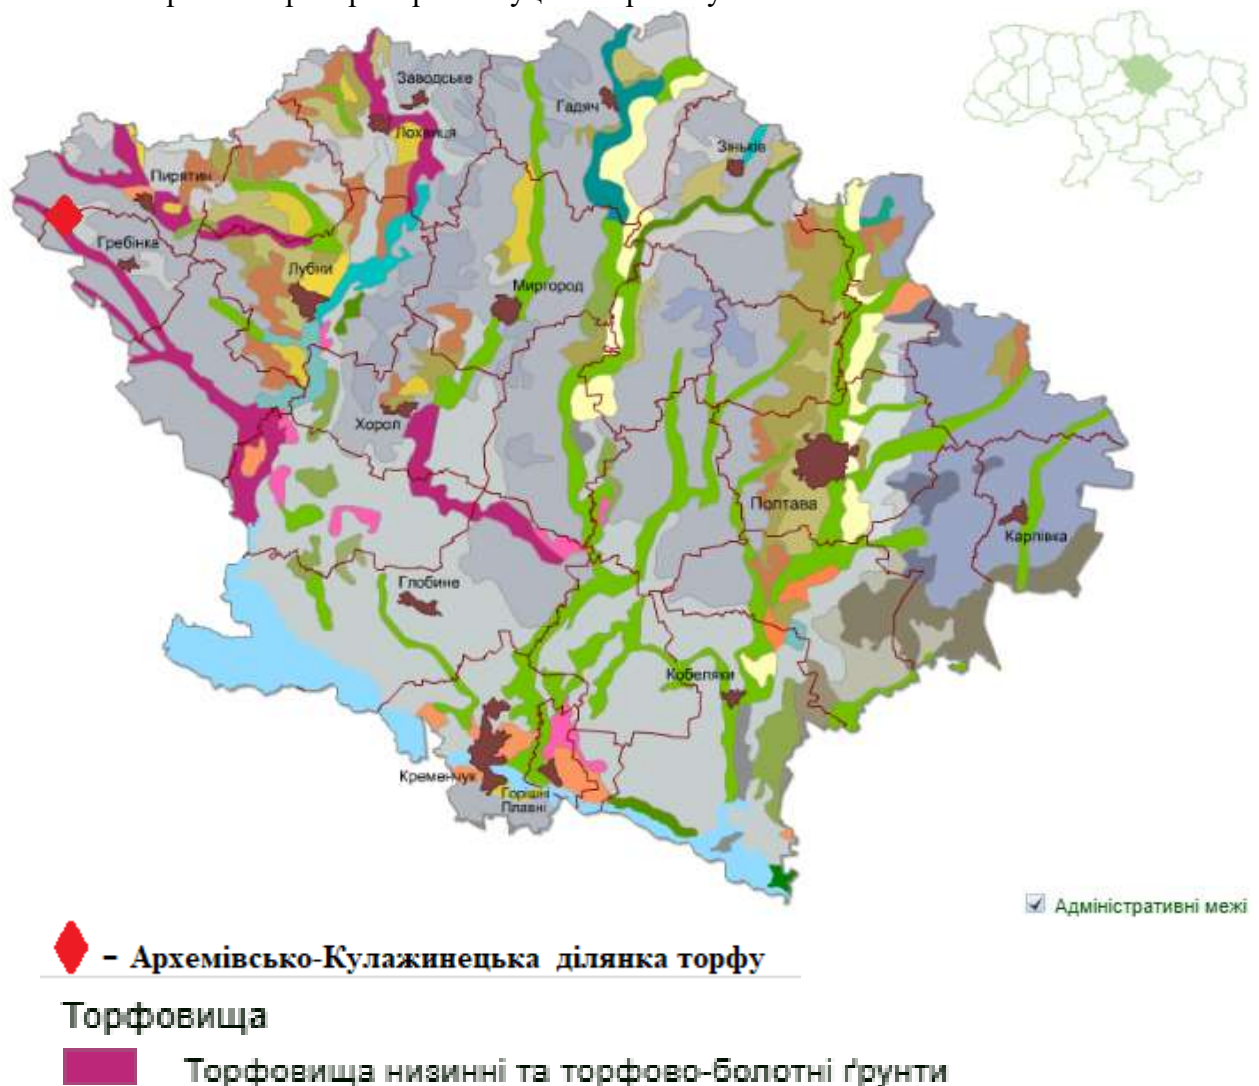 Заводське
Гадяч
Лохвиця
Зіньків
Пирятин
Гребінка
Лубни
Миргород
Хорол
Полтава
Карлівка
Глобине
Кобеляки
Кременчук
Горішні
Плавні
Адміністративні межі
- Архемівсько-Кулажинецька ділянка торфу
Торфовища
Торфовища низинні та торфово-болотні ґрунти